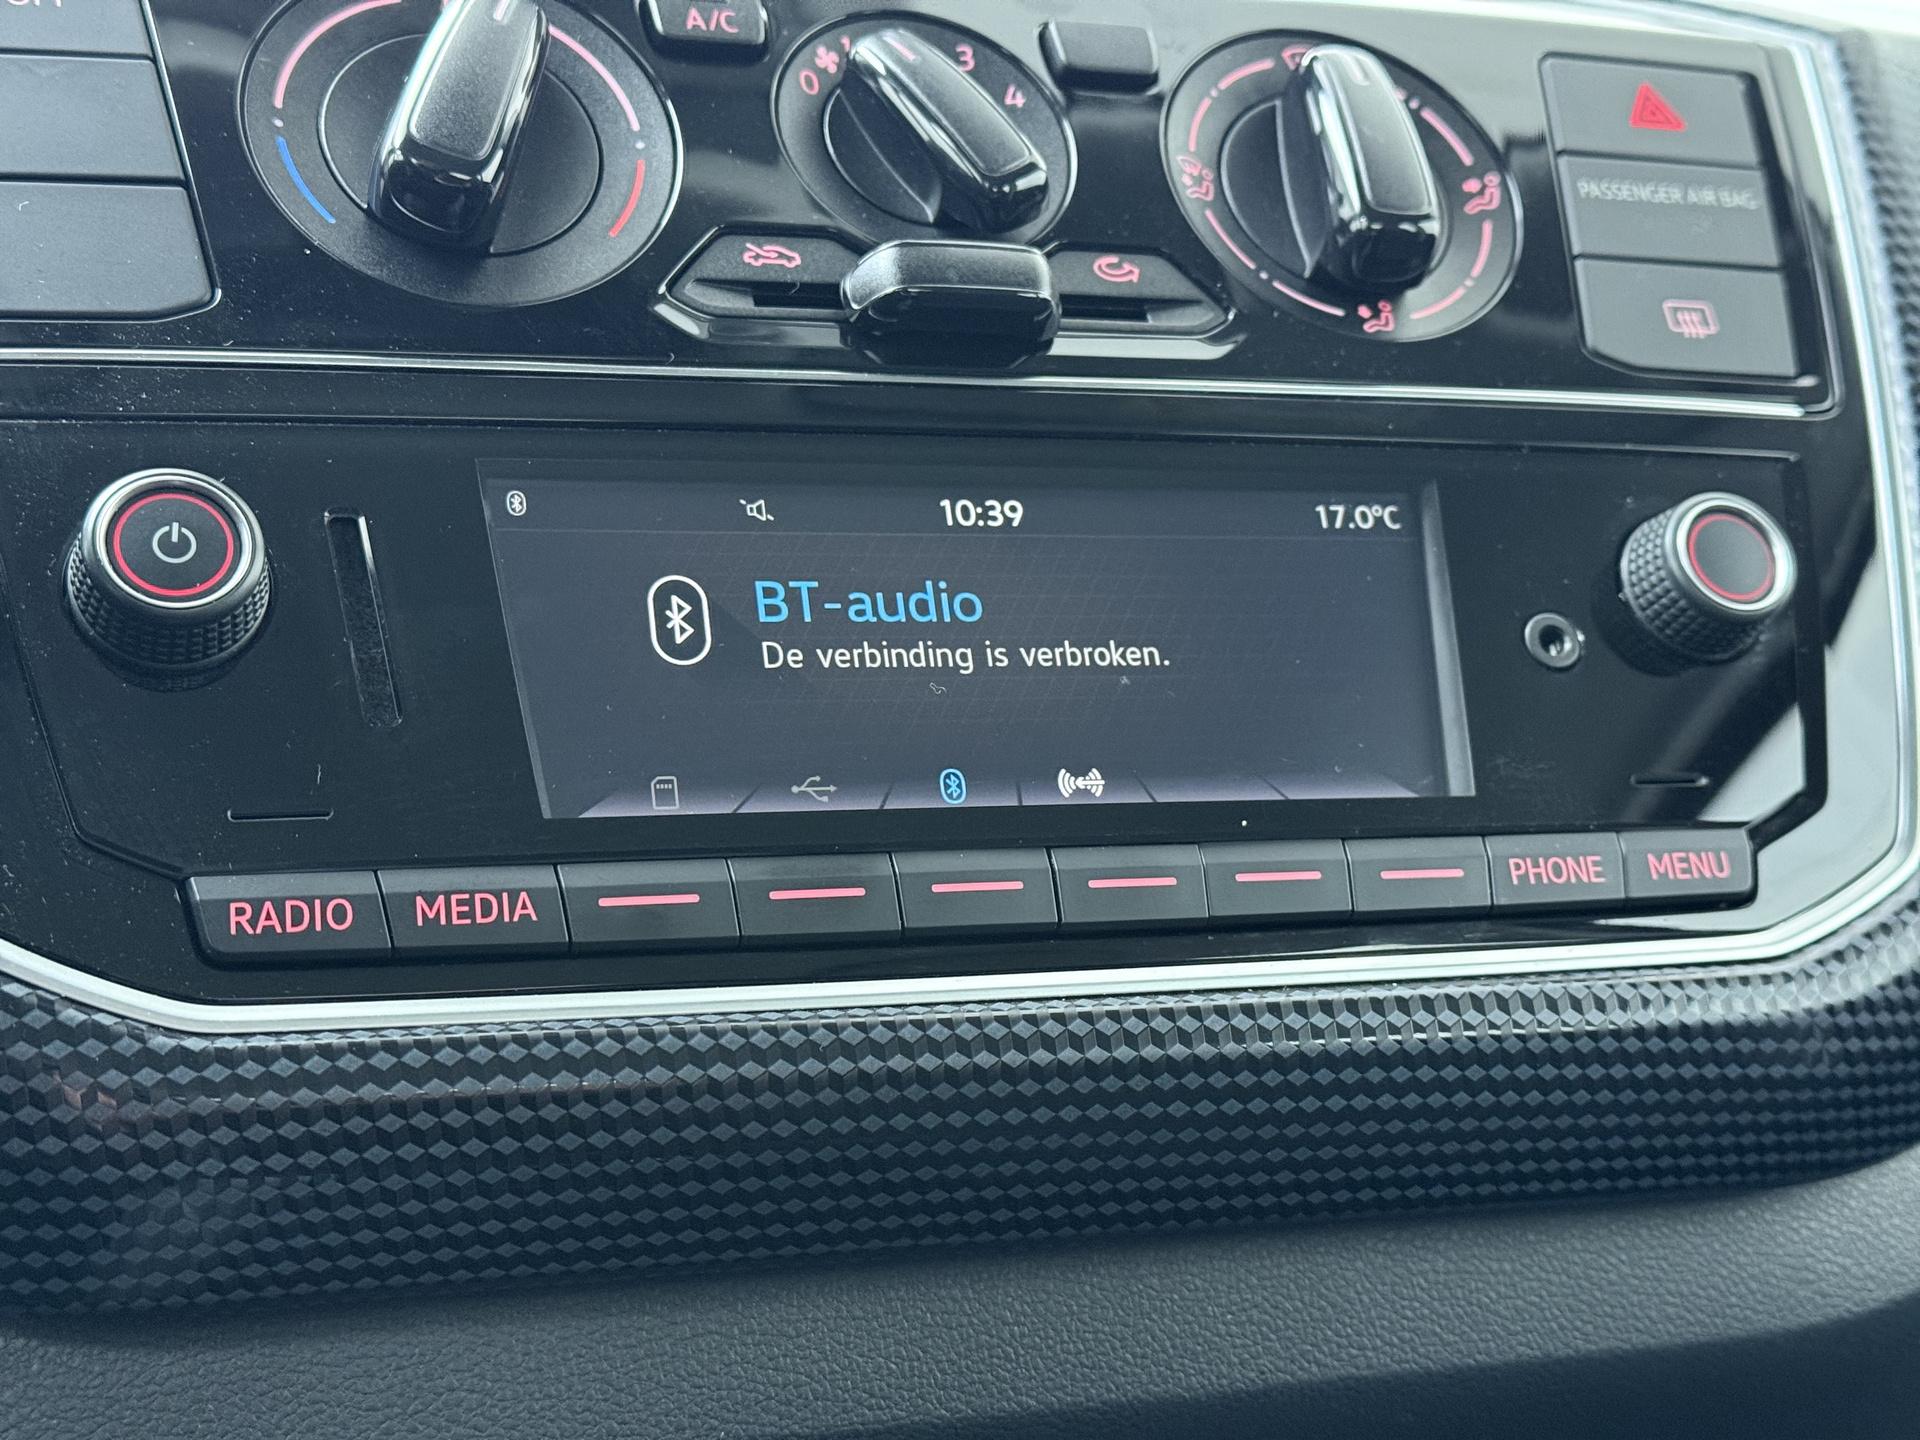 A/C
0
3
4
PASSENGER AIR BAG
10:39
17.0°C
BT-audio
De verbinding is verbroken.
RADIO
MEDIA
PHONE
MENU